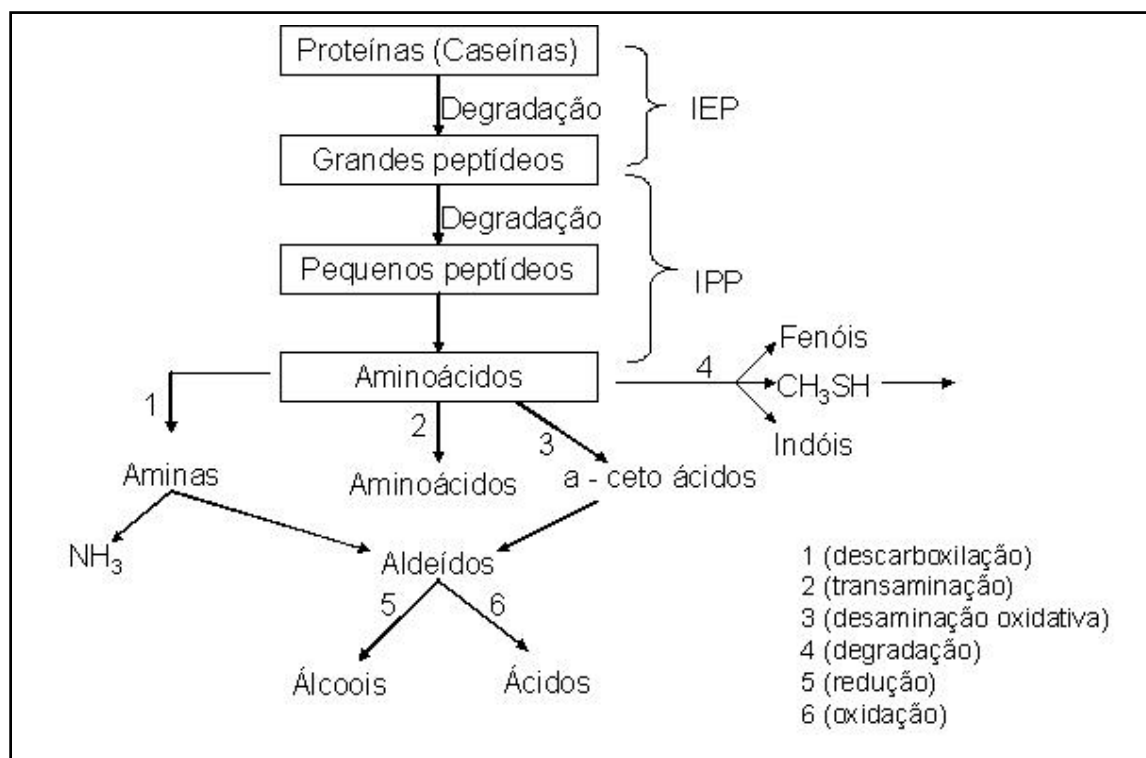 Proteínas (Caseínas)
Degradação
IEP
Grandes peptídeos
Degradação
Pequenos peptídeos
IPP
Fenóis
Aminoácidos
4
CH₃SH
1
2
3
Indóis
Aminas
Aminoácidos
a - ceto ácidos
NH₃
Aldeídos
5
6
Álcoois
Ácidos
1 (descarboxilação)
2 (transaminação)
3 (desaminação oxidativa)
4 (degradação)
5 (redução)
6 (oxidação)